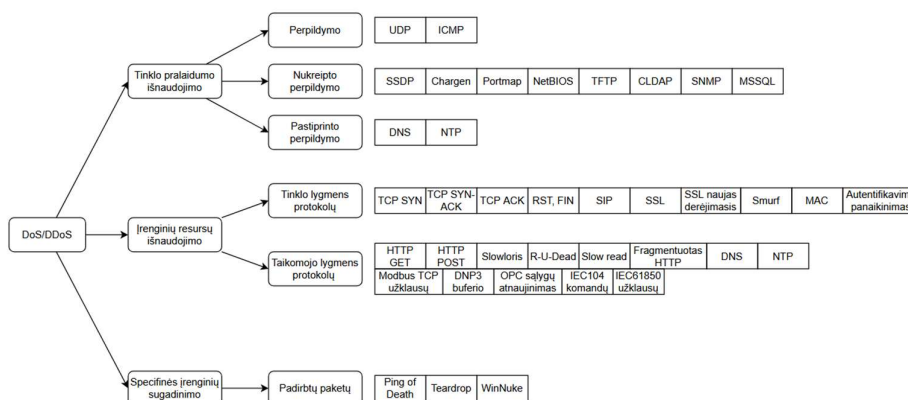 Perpildymo
UDP ICMP
Tinklo pralaidumo
išnaudojimo
Nukreipto
perpildymo
SSDP Chargen Portmap NetBIOS TFTP CLDAP SNMP MSSQL
Pastiprinto
perpildymo
DNS NTP
DoS/DDoS
Įrenginių resursų
išnaudojimo
Tinklo lygmens
protokolų
TCP SYN
TCP SYN-
ACK
TCP ACK
RST, FIN
SIP
SSL
SSL naujas
derėjimasis
Smurf
MAC
Autentifikavim
panaikinimas
Taikomojo lygmens
protokolų
HTTP
GET
HTTP
POST
Slowloris
R-U-Dead
Slow read
Fragmentuotas
HTTP
DNS
NTP
Modbus TCP
užklausų
DNP3
buferio
OPC sąlygų
atnaujinimas
IEC104
komandų
IEC61850
užklausų
Specifinės įrenginių
sugadinimo
Padirbtų paketų
Ping of
Death
Teardrop
WinNuke